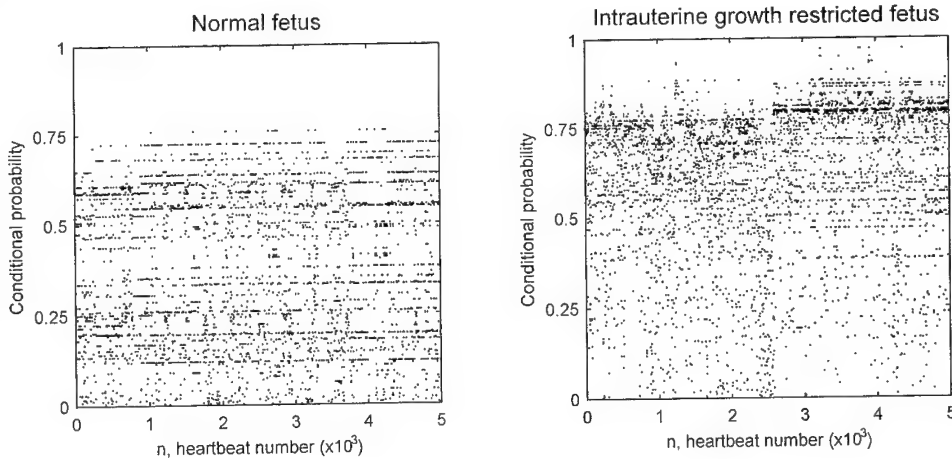 Normal fetus
1
0.75
0.5
0.25
0
Conditional probability
0 1 2 3 4 5
n, heartbeat number (x10³)
Intrauterine growth restricted fetus
1
0.75
0.5
0.25
0
Conditional probability
0 1 2 3 4 5
n, heartbeat number (x10³)